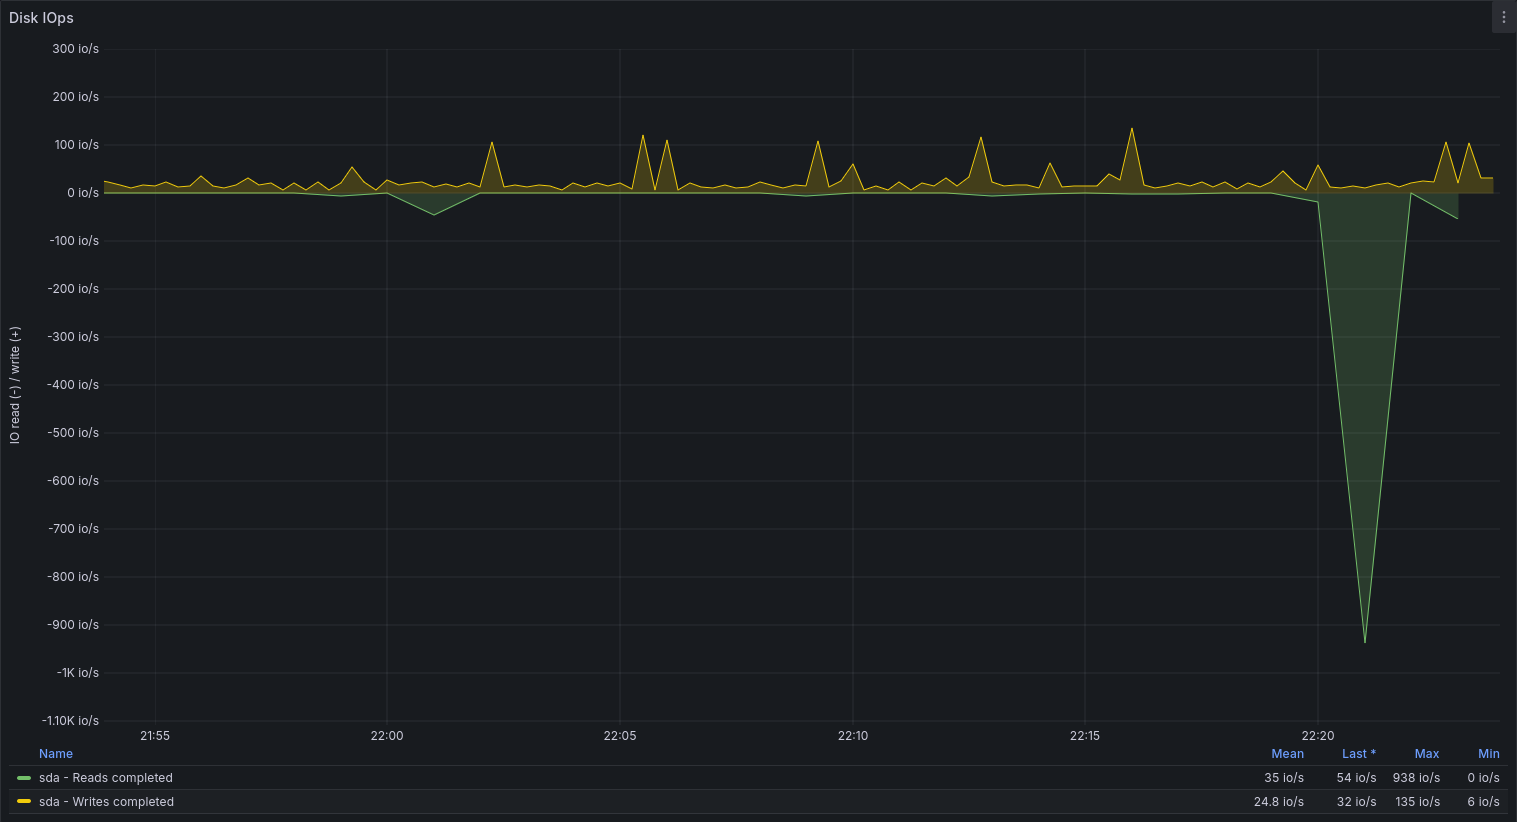 Disk IOps
300 io/s
200 io/s
100 io/s
0 io/s
-100 io/s
-200 io/s
-300 io/s
-400 io/s
-500 io/s
-600 io/s
-700 io/s
-800 io/s
-900 io/s
-1K io/s
-1.10K io/s
IO read (-) / write (+)
21:55 22:00 22:05 22:10 22:15 22:20
Name Mean Last * Max Min
sda - Reads completed 35 io/s 54 io/s 938 io/s 0 io/s
sda - Writes completed 24.8 io/s 32 io/s 135 io/s 6 io/s